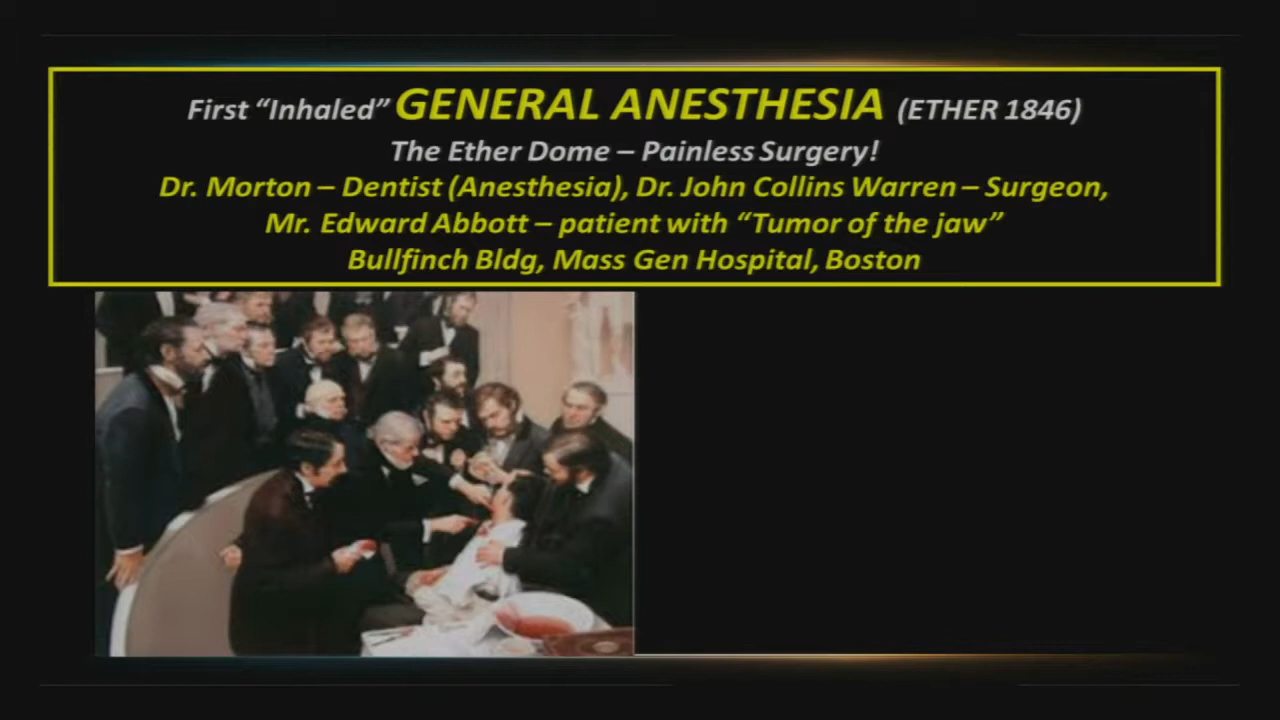 First “Inhaled” GENERAL ANESTHESIA (ETHER 1846)
The Ether Dome – Painless Surgery!
Dr. Morton – Dentist (Anesthesia), Dr. John Collins Warren – Surgeon,
Mr. Edward Abbott – patient with “Tumor of the jaw”
Bullfinch Bldg, Mass Gen Hospital, Boston